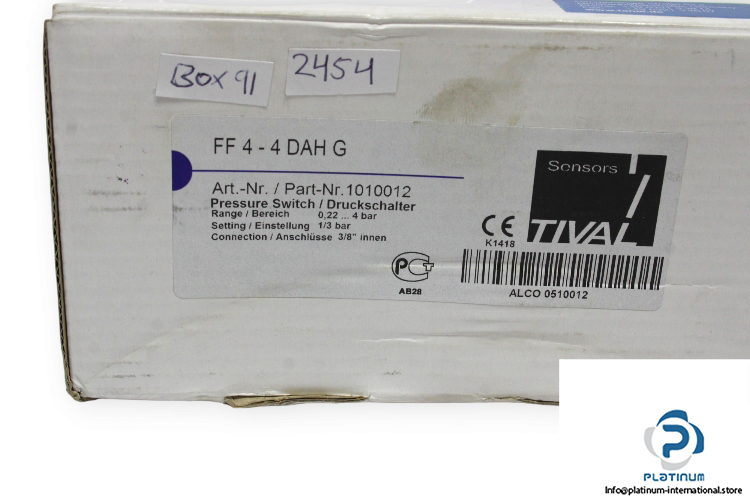 Box 91
2454
FF 4 - 4 DAH G
Art.-Nr. / Part-Nr.1010012
Pressure Switch / Druckschalter
Range / Bereich 0,22 ... 4 bar
Setting / Einstellung 1/3 bar
Connection / Anschlüsse 3/8" innen
Sensors
TIVAL
CE
K1418
PCT
AB28
ALCO 0510012
PLATINUM
Info@platinum-international.store